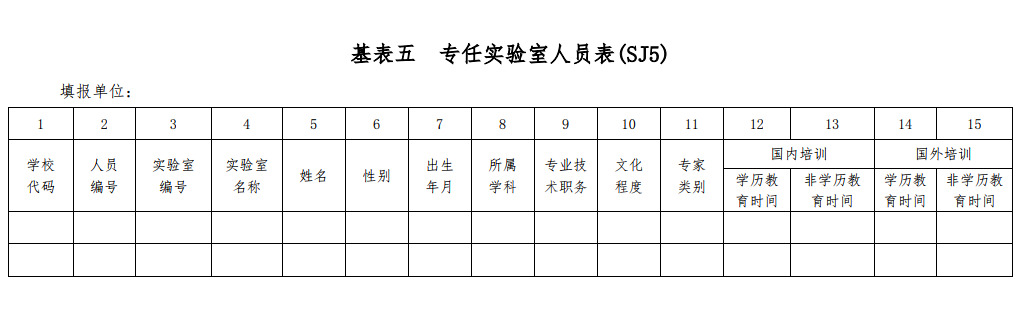 基表五 专任实验室人员表(SJ5)
填报单位:
1 2 3 4 5 6 7 8 9 10 11 12 13 14 15
学校代码 人员编号 实验室编号 实验室名称 姓名 性别 出生年月 所属学科 专业技术职务 文化程度 专家类别 国内培训 国外培训
学历教育时间 非学历教育时间 学历教育时间 非学历教育时间